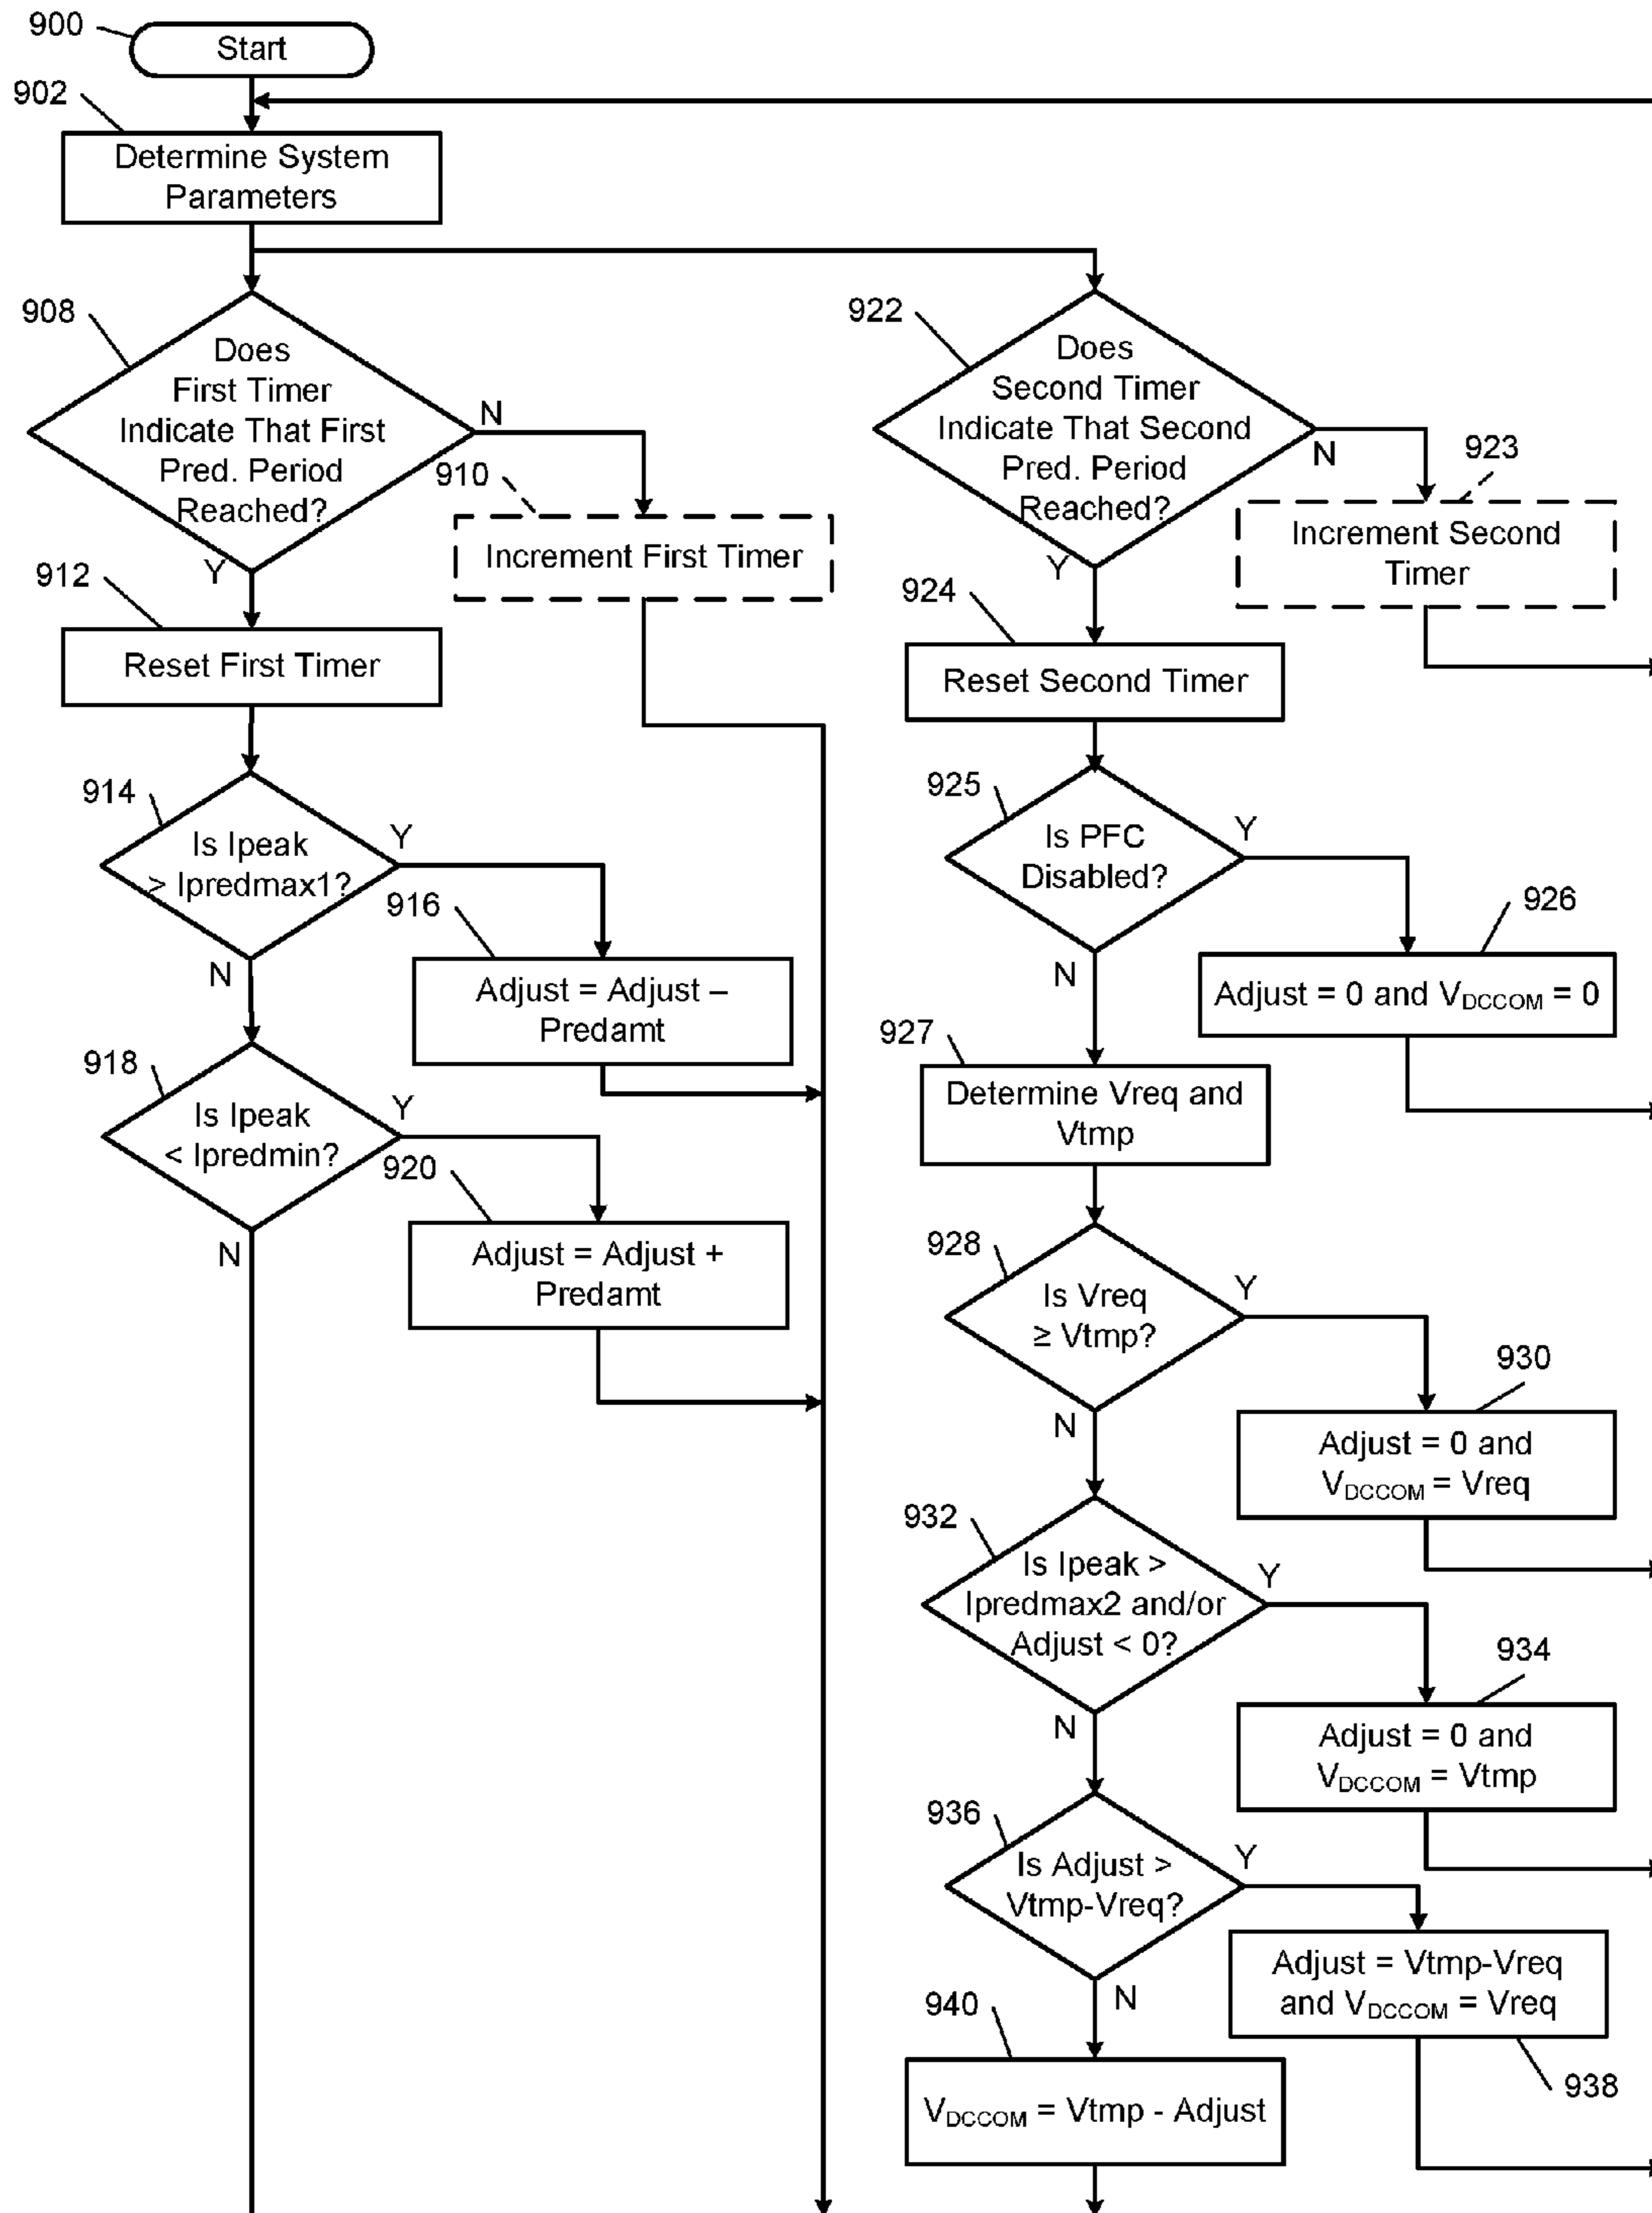 900
Start
902
Determine System
Parameters
908
Does
First Timer
Indicate That First
Pred. Period
Reached?
N
Y
910
Increment First Timer
912
Reset First Timer
914
Is Ipeak
> Ipredmax1?
Y
N
916
Adjust = Adjust –
Predamt
918
Is Ipeak
< Ipredmin?
Y
N
920
Adjust = Adjust +
Predamt
922
Does
Second Timer
Indicate That Second
Pred. Period
Reached?
N
Y
923
Increment Second
Timer
924
Reset Second Timer
925
Is PFC
Disabled?
Y
N
926
Adjust = 0 and VDCCOM = 0
927
Determine Vreq and
Vtmp
928
Is Vreq
≥ Vtmp?
Y
N
930
Adjust = 0 and
VDCCOM = Vreq
932
Is Ipeak >
Ipredmax2 and/or
Adjust < 0?
Y
N
934
Adjust = 0 and
VDCCOM = Vtmp
936
Is Adjust >
Vtmp-Vreq?
Y
N
Adjust = Vtmp-Vreq
and VDCCOM = Vreq
938
940
VDCCOM = Vtmp - Adjust